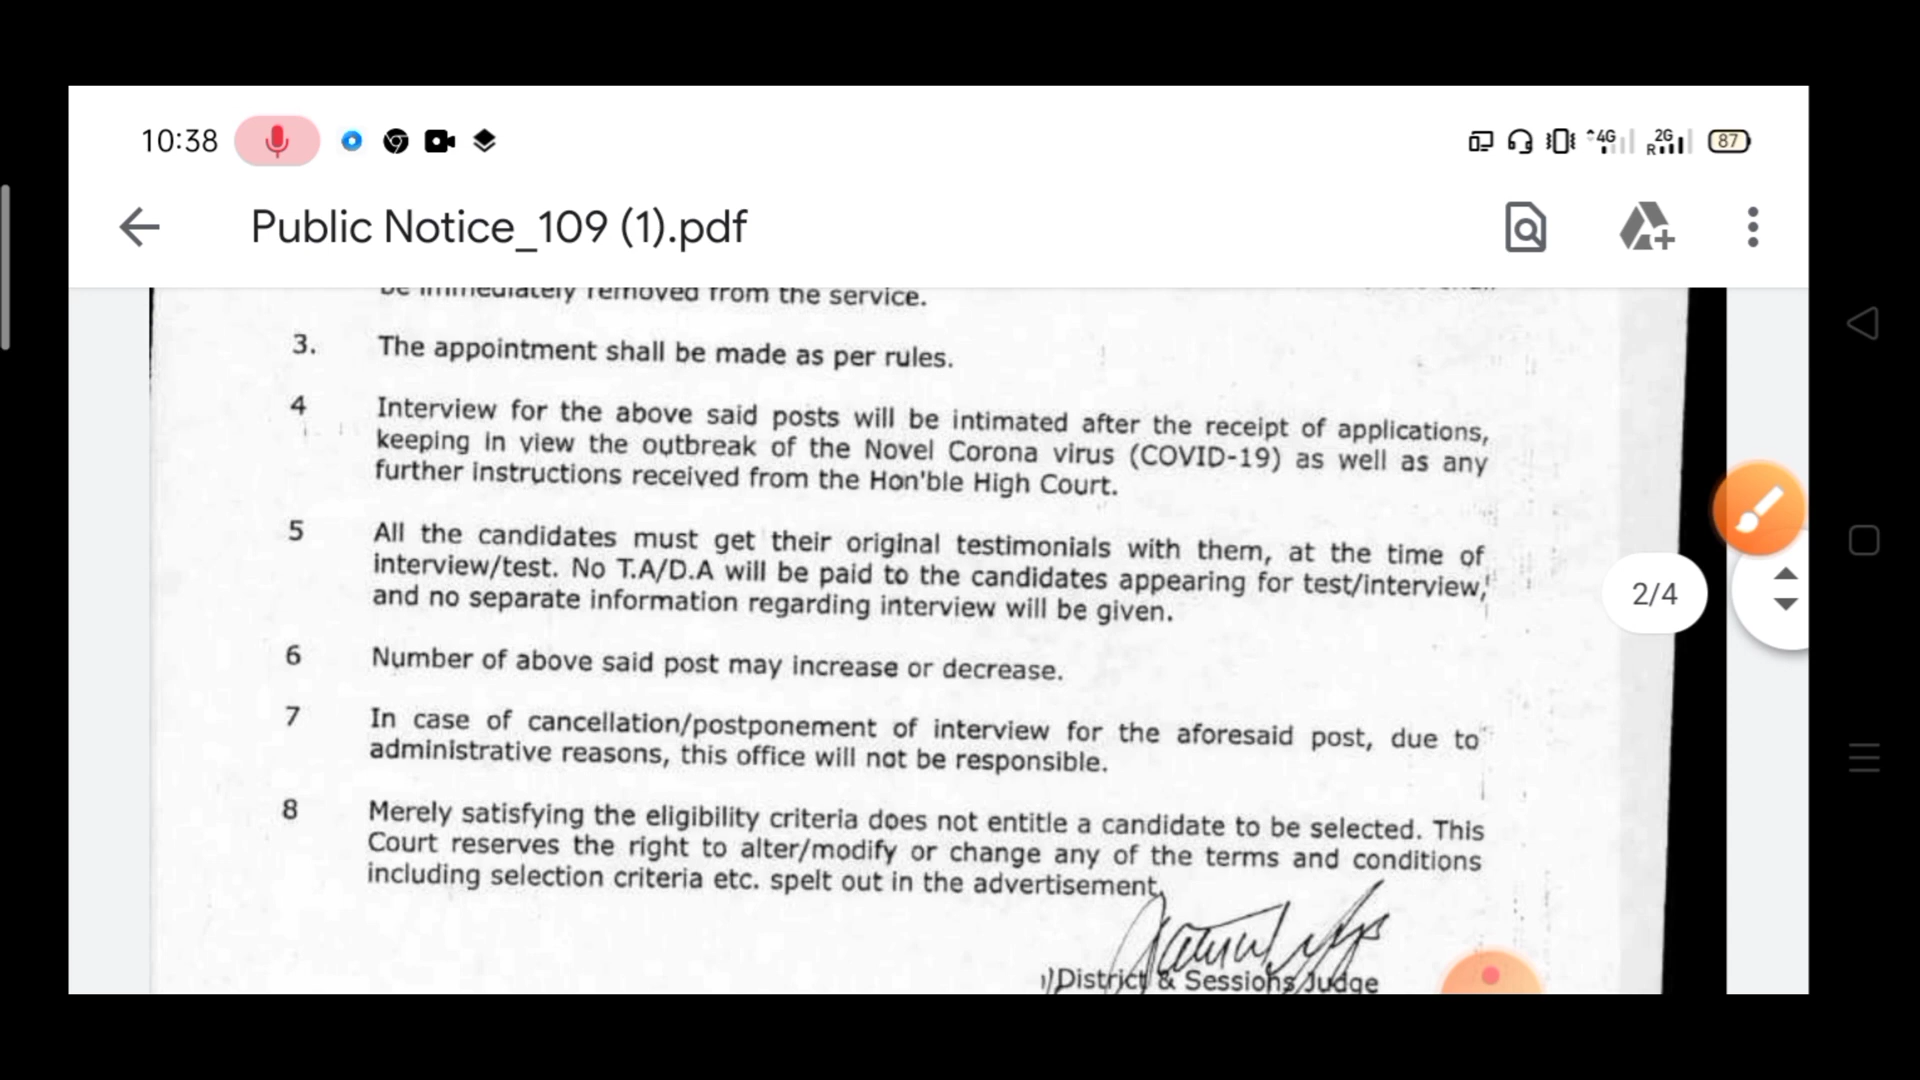 10:38
4G
2G
R
87
Public Notice_109 (1).pdf
be immediately removed from the service.
3. The appointment shall be made as per rules.
4 Interview for the above said posts will be intimated after the receipt of applications,
keeping in view the outbreak of the Novel Corona virus (COVID-19) as well as any
further instructions received from the Hon'ble High Court.
5 All the candidates must get their original testimonials with them, at the time of
interview/test. No T.A/D.A will be paid to the candidates appearing for test/interview,
and no separate information regarding interview will be given.
2/4
6 Number of above said post may increase or decrease.
7 In case of cancellation/postponement of interview for the aforesaid post, due to
administrative reasons, this office will not be responsible.
8 Merely satisfying the eligibility criteria does not entitle a candidate to be selected. This
Court reserves the right to alter/modify or change any of the terms and conditions
including selection criteria etc. spelt out in the advertisement.
District & Sessions Judge